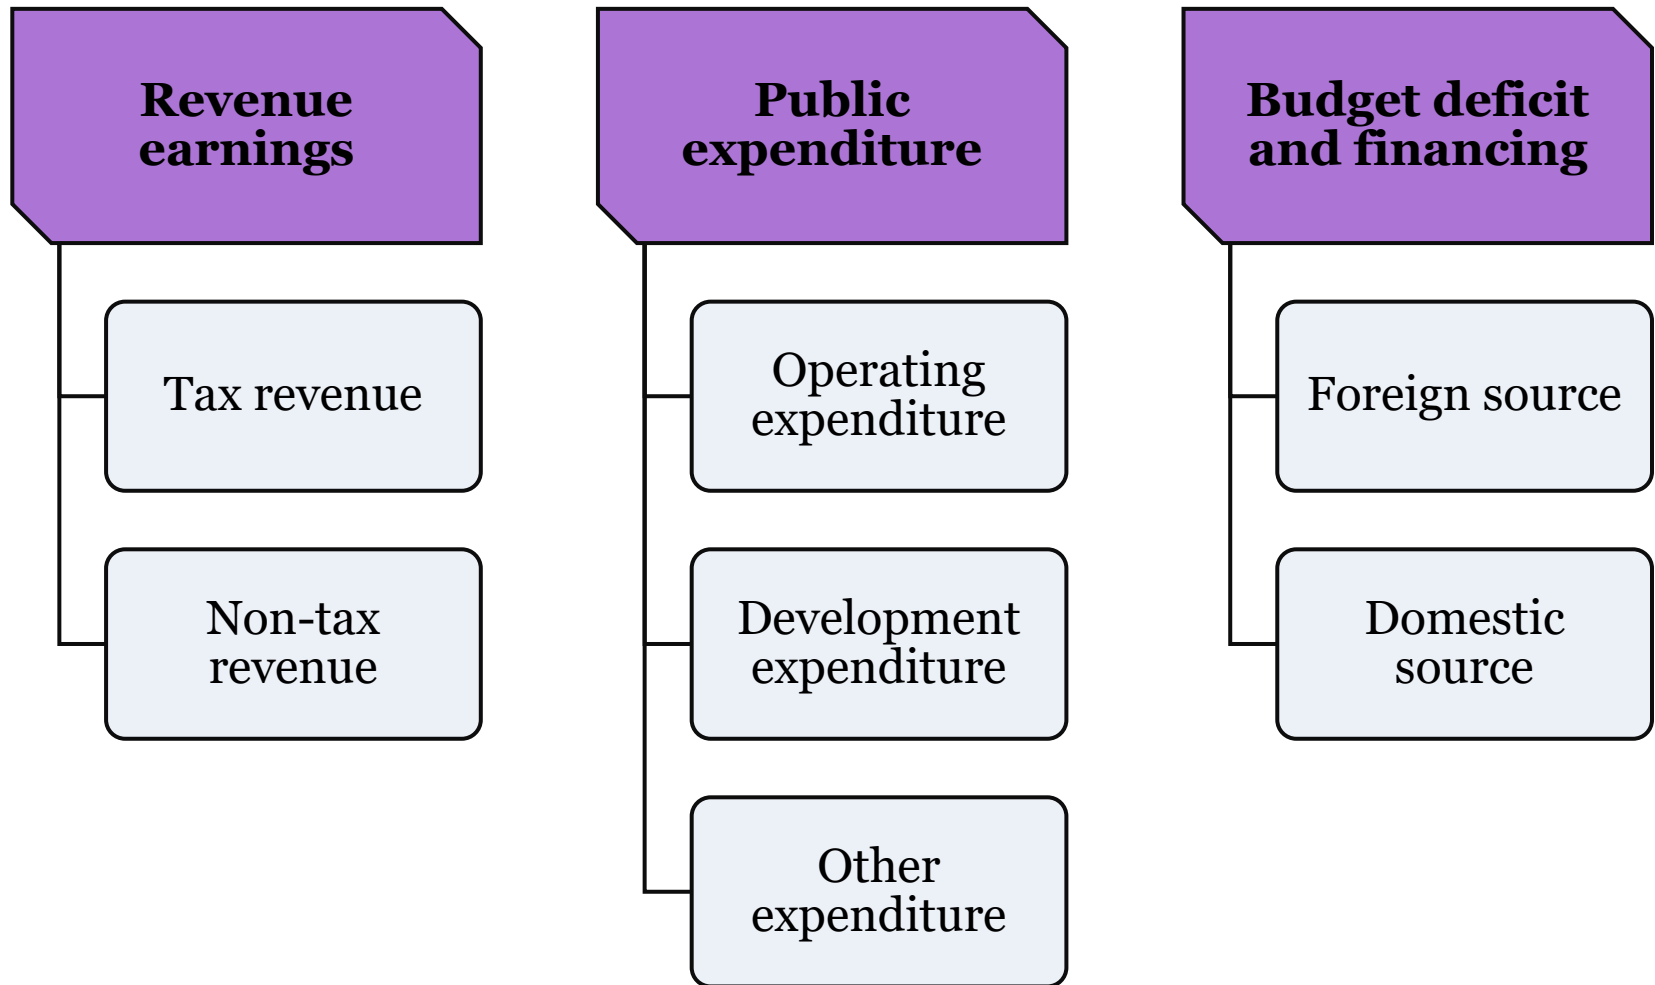 Revenue
earnings
Tax revenue
Non-tax
revenue
Public
expenditure
Operating
expenditure
Development
expenditure
Other
expenditure
Budget deficit
and financing
Foreign source
Domestic
source